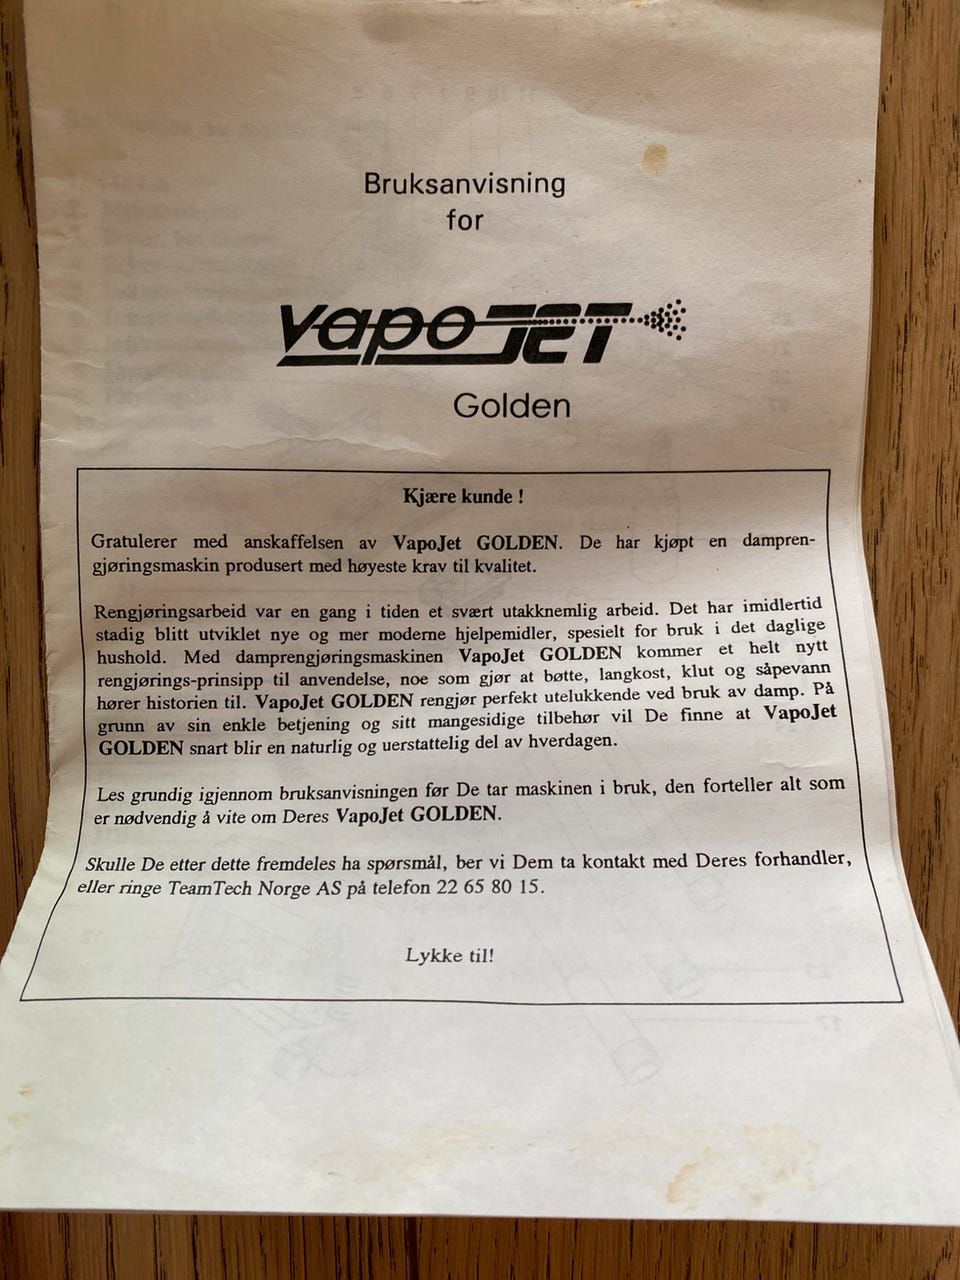 Bruksanvisning
for
vapoJET
Golden
Kjære kunde !
Gratulerer med anskaffelsen av VapoJet GOLDEN. De har kjøpt en dampren-
gjøringsmaskin produsert med høyeste krav til kvalitet.
Rengjøringsarbeid var en gang i tiden et svært utakknemlig arbeid. Det har imidlertid
stadig blitt utviklet nye og mer moderne hjelpemidler, spesielt for bruk i det daglige
hushold. Med damprengjøringsmaskinen VapoJet GOLDEN kommer et helt nytt
rengjørings-prinsipp til anvendelse, noe som gjør at bøtte, langkost, klut og såpevann
hører historien til. VapoJet GOLDEN rengjør perfekt utelukkende ved bruk av damp. På
grunn av sin enkle betjening og sitt mangesidige tilbehør vil De finne at VapoJet
GOLDEN snart blir en naturlig og uerstattelig del av hverdagen.
Les grundig igjennom bruksanvisningen før De tar maskinen i bruk, den forteller alt som
er nødvendig å vite om Deres VapoJet GOLDEN.
Skulle De etter dette fremdeles ha spørsmål, ber vi Dem ta kontakt med Deres forhandler,
eller ringe TeamTech Norge AS på telefon 22 65 80 15.
Lykke til!